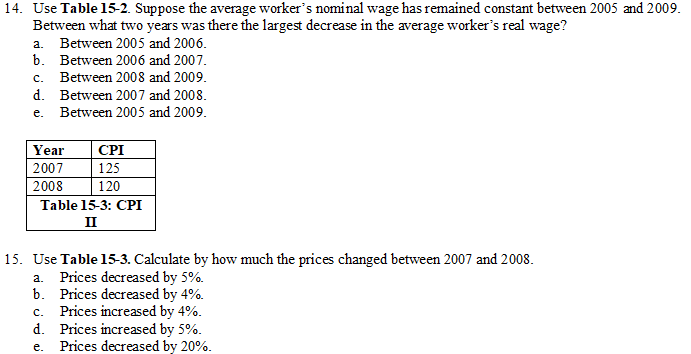 14. Use Table 15-2. Suppose the average worker's nominal wage has remained constant between 2005 and 2009.
Between what two years was there the largest decrease in the average worker's real wage?
a. Between 2005 and 2006.
b. Between 2006 and 2007.
c. Between 2008 and 2009.
d. Between 2007 and 2008.
e. Between 2005 and 2009.
Year CPI
2007 125
2008 120
Table 15-3: CPI
II
15. Use Table 15-3. Calculate by how much the prices changed between 2007 and 2008.
a. Prices decreased by 5%.
b. Prices decreased by 4%.
c. Prices increased by 4%.
d. Prices increased by 5%.
e. Prices decreased by 20%.